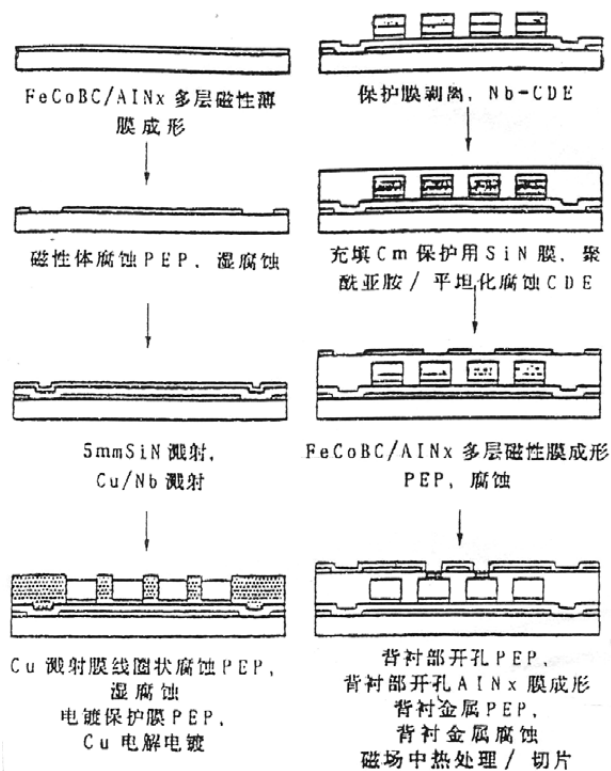 FeCoBC/AINx 多层磁性薄
膜成形
磁性体腐蚀PEP，湿腐蚀
5mmSiN 溅射，
Cu/Nb 溅射
Cu 溅射膜线圈状腐蚀PEP，
湿腐蚀
电镀保护膜PEP，
Cu 电解电镀
保护膜剥离，Nb-CDE
充填Cm 保护用SiN膜，聚
酰亚胺 / 平坦化腐蚀CDE
FeCoBC/AINx 多层磁性膜成形
PEP，腐蚀
背衬部开孔PEP，
背衬部开孔AINx 膜成形
背衬金属PEP，
背衬金属腐蚀
磁场中热处理 / 切片